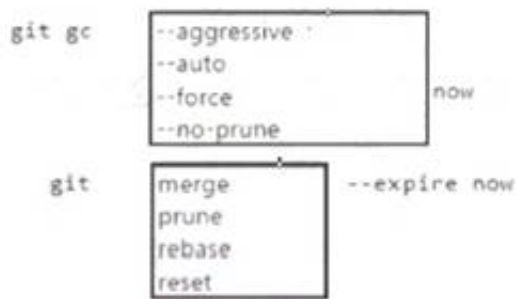 git gc --aggressive
--auto
--force now
--no-prune
git merge --expire now
prune
rebase
reset